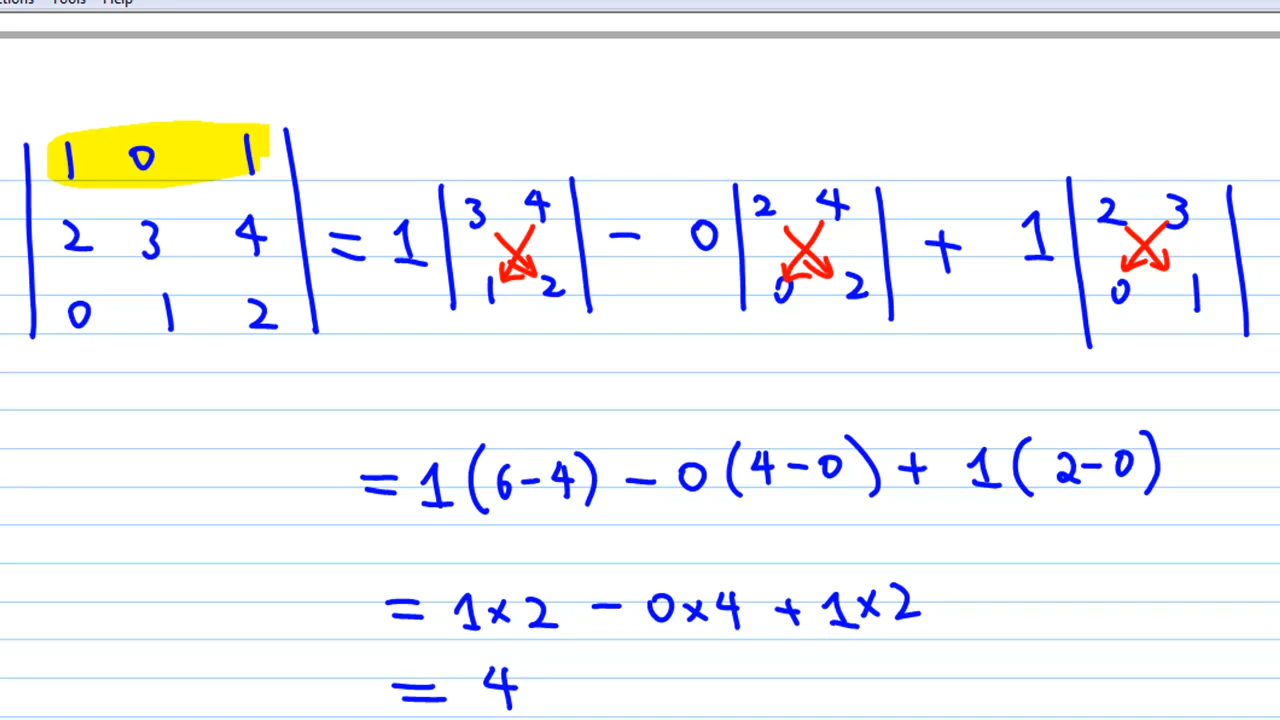 Tools Help
| 1 0 1 |
| 2 3 4 | = 1 | 3 4 | - 0 | 2 4 | + 1 | 2 3 |
| 0 1 2 | | 1 2 | | 0 2 | | 0 1 |
= 1(6-4) - 0(4-0) + 1(2-0)
= 1×2 - 0×4 + 1×2
= 4